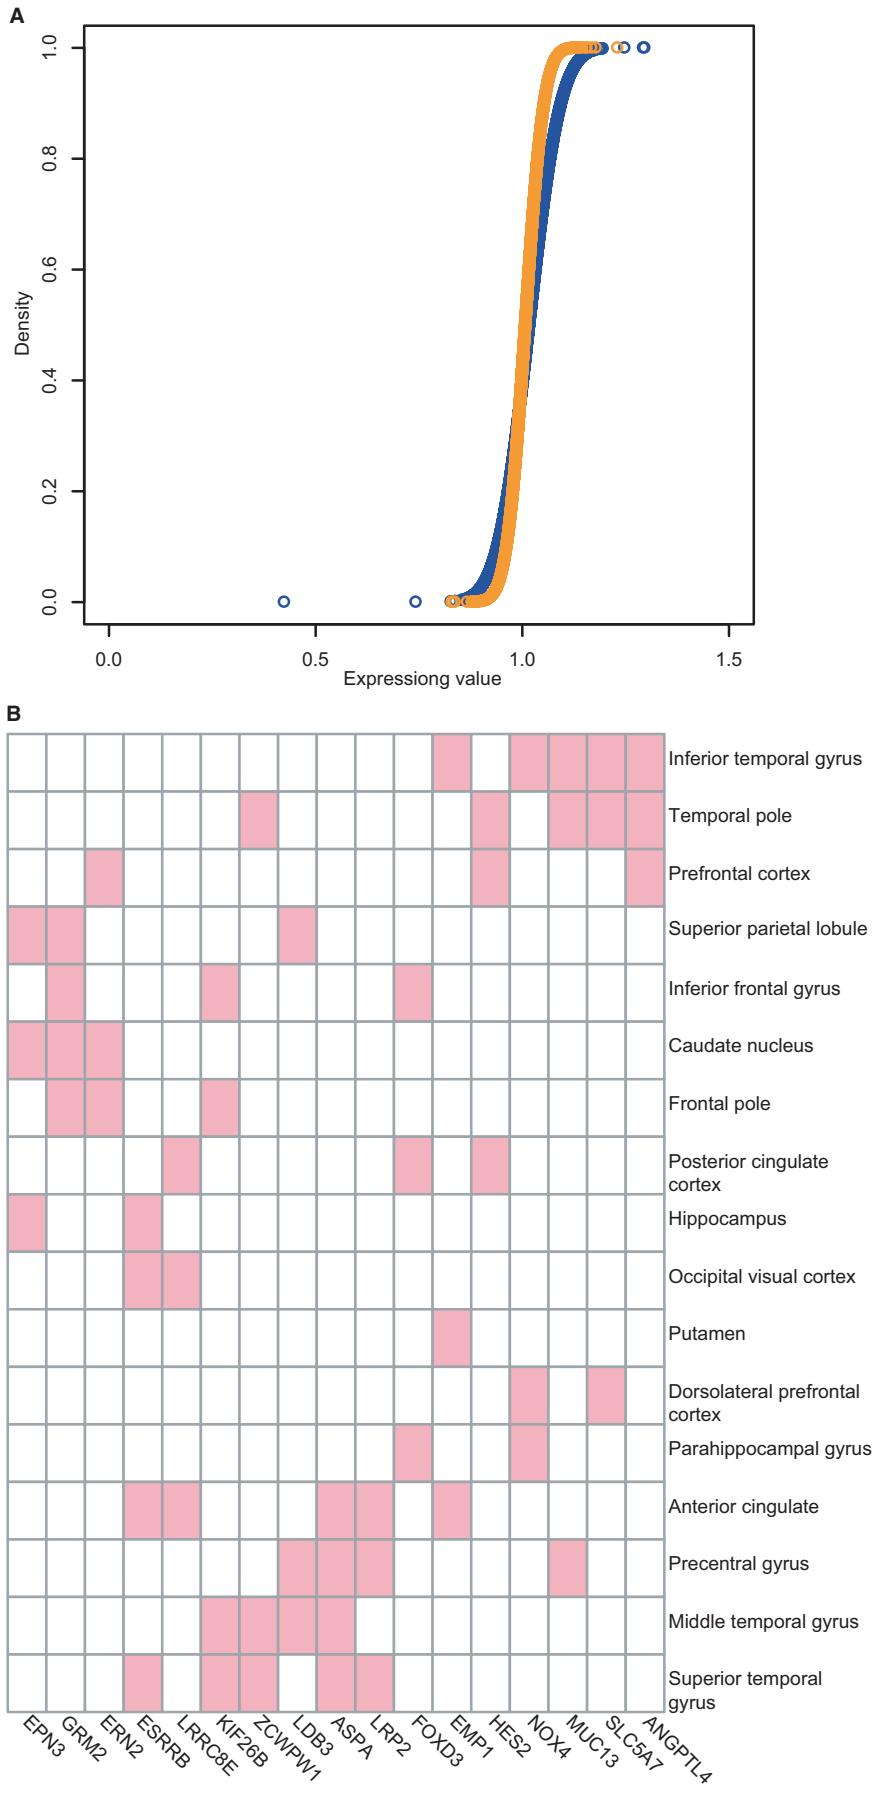 A
Density
0.0
0.2
0.4
0.6
0.8
1.0
0.0 0.5 1.0 1.5
Expressiong value
B
Inferior temporal gyrus
Temporal pole
Prefrontal cortex
Superior parietal lobule
Inferior frontal gyrus
Caudate nucleus
Frontal pole
Posterior cingulate
cortex
Hippocampus
Occipital visual cortex
Putamen
Dorsolateral prefrontal
cortex
Parahippocampal gyrus
Anterior cingulate
Precentral gyrus
Middle temporal gyrus
Superior temporal
gyrus
EPN3
GRM2
ERN2
ESRRB
LRRC8E
KIF26B
ZCWPW1
LDB3
ASPA
LRP2
FOXD3
EMP1
HES2
NOX4
MUC13
SLC5A7
ANGPTL4